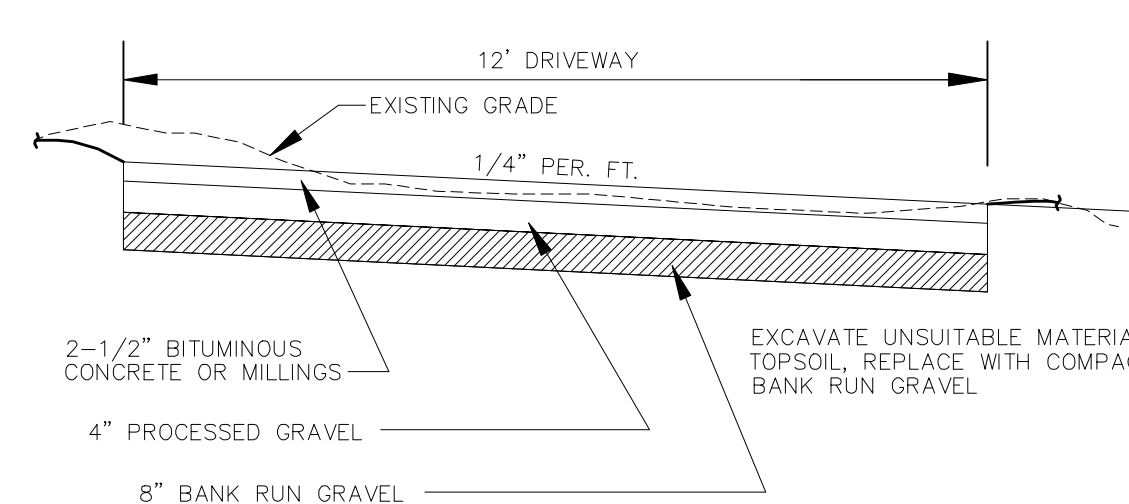 12' DRIVEWAY
EXISTING GRADE
1/4" PER. FT.
2-1/2" BITUMINOUS
CONCRETE OR MILLINGS
EXCAVATE UNSUITABLE
TOPSOIL, REPLACE WITH
BANK RUN GRAVEL
4" PROCESSED GRAVEL
8" BANK RUN GRAVEL